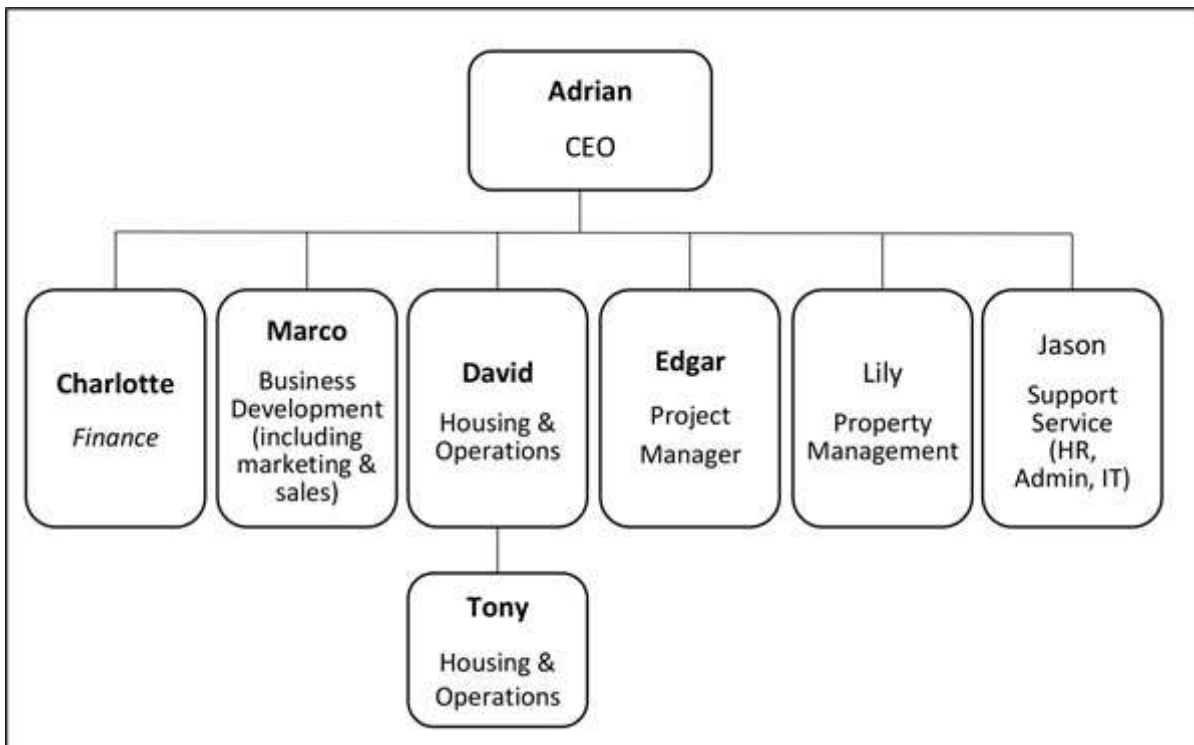 Adrian
CEO
Charlotte
Finance
Marco
Business
Development
(including
marketing &
sales)
David
Housing &
Operations
Edgar
Project
Manager
Lily
Property
Management
Jason
Support
Service
(HR,
Admin, IT)
Tony
Housing &
Operations